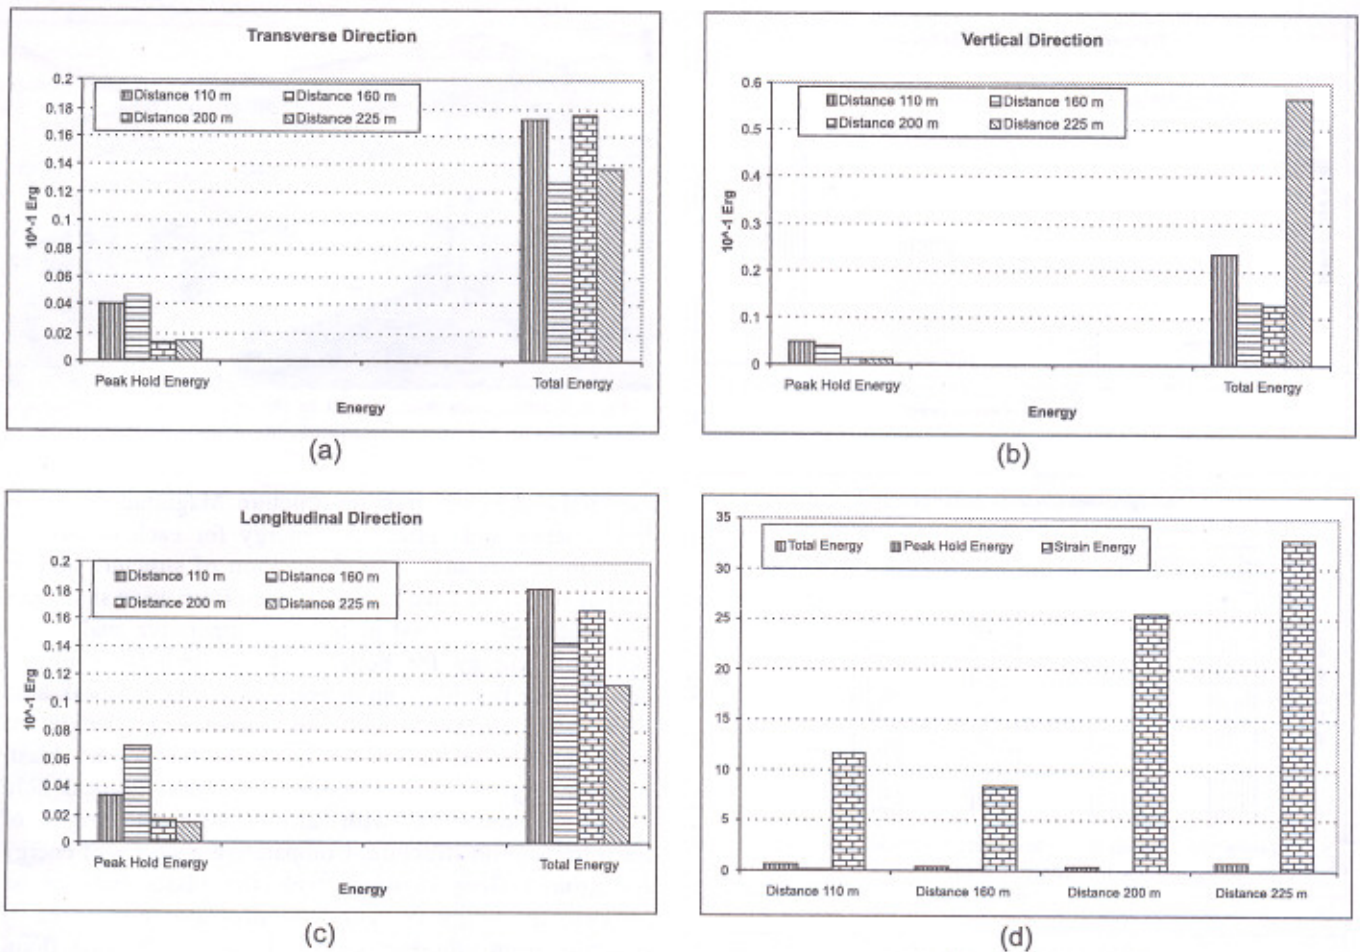 Transverse Direction
0.2
0.18
0.16
0.14
0.12
0.1
0.08
0.06
0.04
0.02
0
10^-1 Erg
Distance 110 m
Distance 160 m
Distance 200 m
Distance 225 m
Peak Hold Energy
Total Energy
Energy
(a)
Vertical Direction
0.6
0.5
0.4
0.3
0.2
0.1
0
10^-1 Erg
Distance 110 m
Distance 160 m
Distance 200 m
Distance 225 m
Peak Hold Energy
Total Energy
Energy
(b)
Longitudinal Direction
0.2
0.18
0.16
0.14
0.12
0.1
0.08
0.06
0.04
0.02
0
10^-1 Erg
Distance 110 m
Distance 160 m
Distance 200 m
Distance 225 m
Peak Hold Energy
Total Energy
Energy
(c)
35
30
25
20
15
10
5
0
Total Energy
Peak Hold Energy
Strain Energy
Distance 110 m
Distance 160 m
Distance 200 m
Distance 225 m
(d)